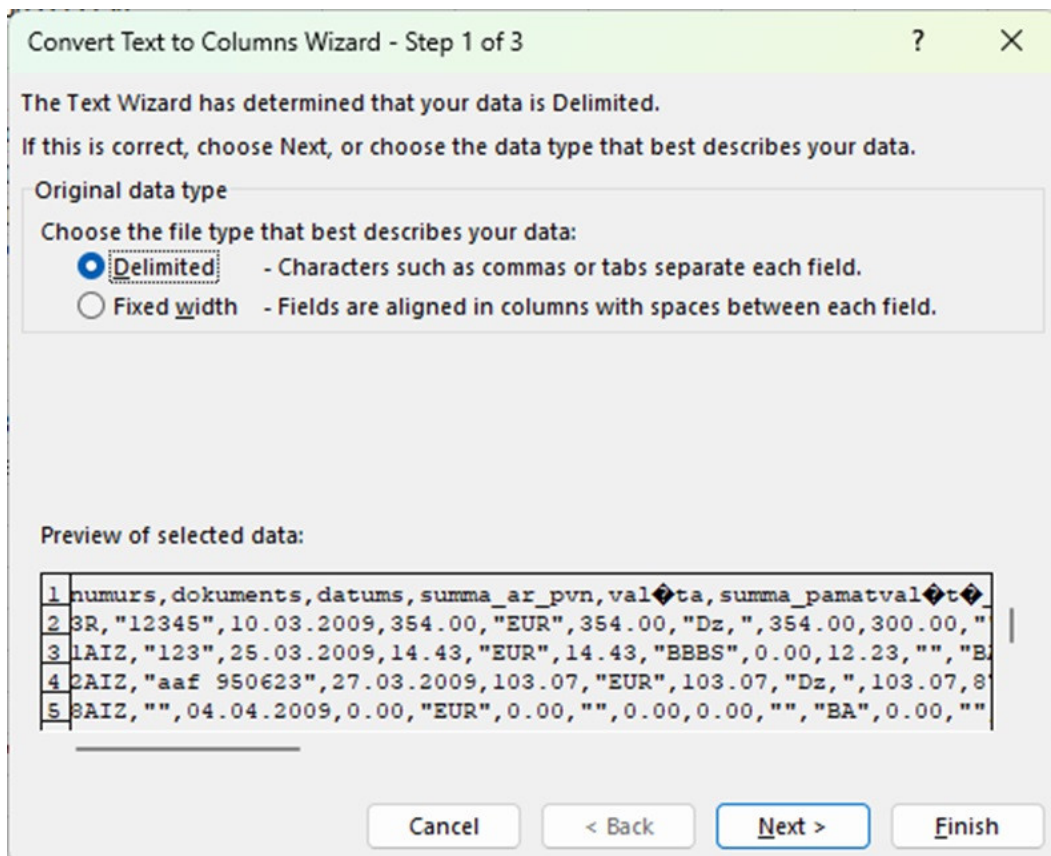 Convert Text to Columns Wizard - Step 1 of 3 ? ×
The Text Wizard has determined that your data is Delimited.
If this is correct, choose Next, or choose the data type that best describes your data.
Original data type
Choose the file type that best describes your data:
Delimited - Characters such as commas or tabs separate each field.
Fixed width - Fields are aligned in columns with spaces between each field.
Preview of selected data:
1 numurs,dokuments,datums,summa_ar_pvn,val�ta,summa_pamatval�t�_
2 3R,"12345",10.03.2009,354.00,"EUR",354.00,"Dz,",354.00,300.00,"
3 1AIZ,"123",25.03.2009,14.43,"EUR",14.43,"BBBS",0.00,12.23,"","BA
4 2AIZ,"aaf 950623",27.03.2009,103.07,"EUR",103.07,"Dz,",103.07,8
5 8AIZ,"",04.04.2009,0.00,"EUR",0.00,"",0.00,0.00,"","BA",0.00,""
Cancel < Back Next > Finish